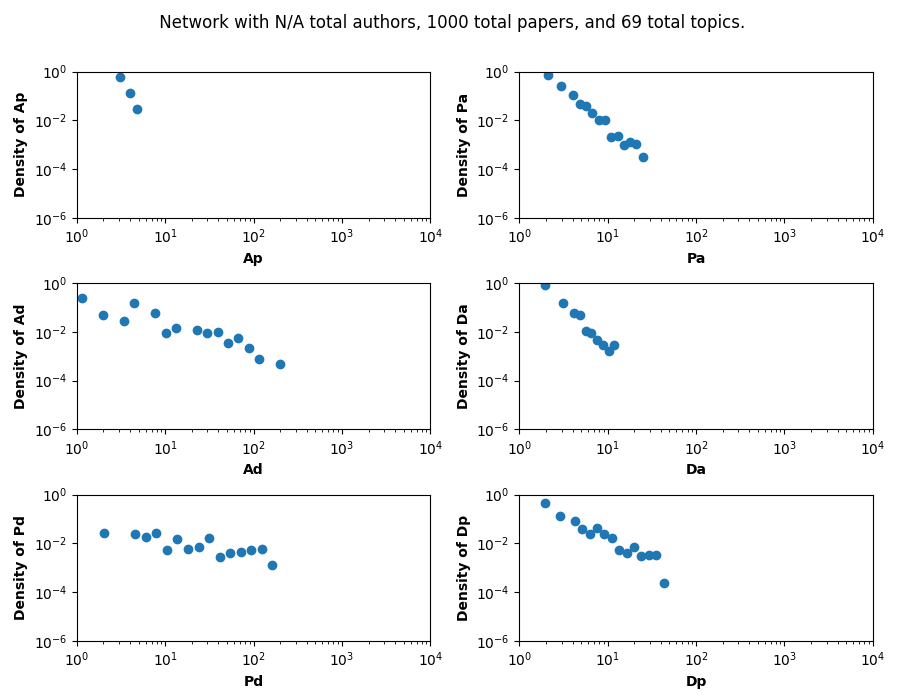 Network with N/A total authors, 1000 total papers, and 69 total topics.
10^0
10^-2
10^-4
10^-6
Density of Ap
10^0 10^1 10^2 10^3 10^4
Ap
10^0
10^-2
10^-4
10^-6
Density of Pa
10^0 10^1 10^2 10^3 10^4
Pa
10^0
10^-2
10^-4
10^-6
Density of Ad
10^0 10^1 10^2 10^3 10^4
Ad
10^0
10^-2
10^-4
10^-6
Density of Da
10^0 10^1 10^2 10^3 10^4
Da
10^0
10^-2
10^-4
10^-6
Density of Pd
10^0 10^1 10^2 10^3 10^4
Pd
10^0
10^-2
10^-4
10^-6
Density of Dp
10^0 10^1 10^2 10^3 10^4
Dp